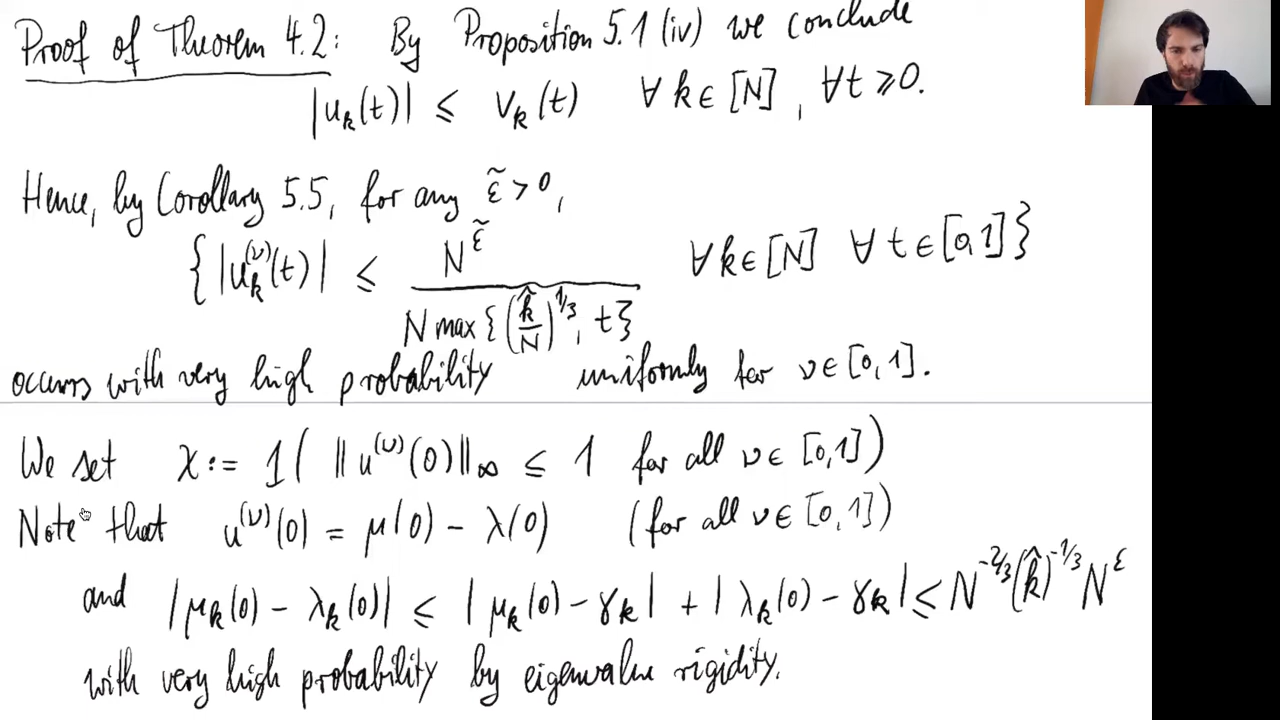 Proof of Theorem 4.2: By Proposition 5.1 (iv) we conclude
|u_k(t)| ≤ v_k(t) ∀ k ∈ [N], ∀ t ≥ 0.
Hence, by Corollary 5.5, for any ε̃ > 0,
{ |u_k^{(ν)}(t)| ≤ N^{ε̃} / (N max{(k̂/N)^{1/3}, t}) ∀ k ∈ [N] ∀ t ∈ [0,1] }
occurs with very high probability uniformly for ν ∈ [0,1].
We set χ := 1( ‖u^{(ν)}(0)‖_∞ ≤ 1 for all ν ∈ [0,1])
Note that u^{(ν)}(0) = μ(0) - λ(0) (for all ν ∈ [0,1])
and |μ_k(0) - λ_k(0)| ≤ |μ_k(0) - γ_k| + |λ_k(0) - γ_k| ≤ N^{-2/3} (k̂)^{-1/3} N^ε
with very high probability by eigenvalue rigidity.